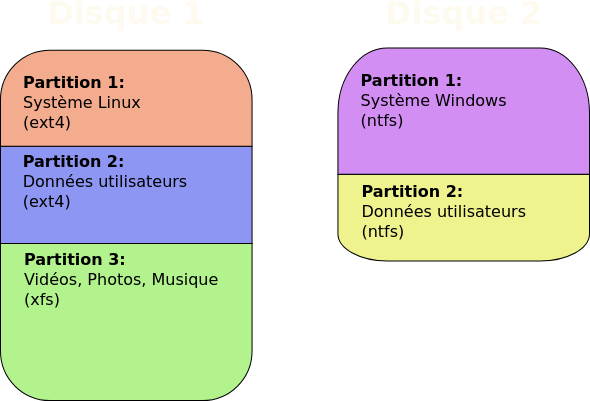 Disque 1
Partition 1:
Système Linux
(ext4)
Partition 2:
Données utilisateurs
(ext4)
Partition 3:
Vidéos, Photos, Musique
(xfs)
Disque 2
Partition 1:
Système Windows
(ntfs)
Partition 2:
Données utilisateurs
(ntfs)